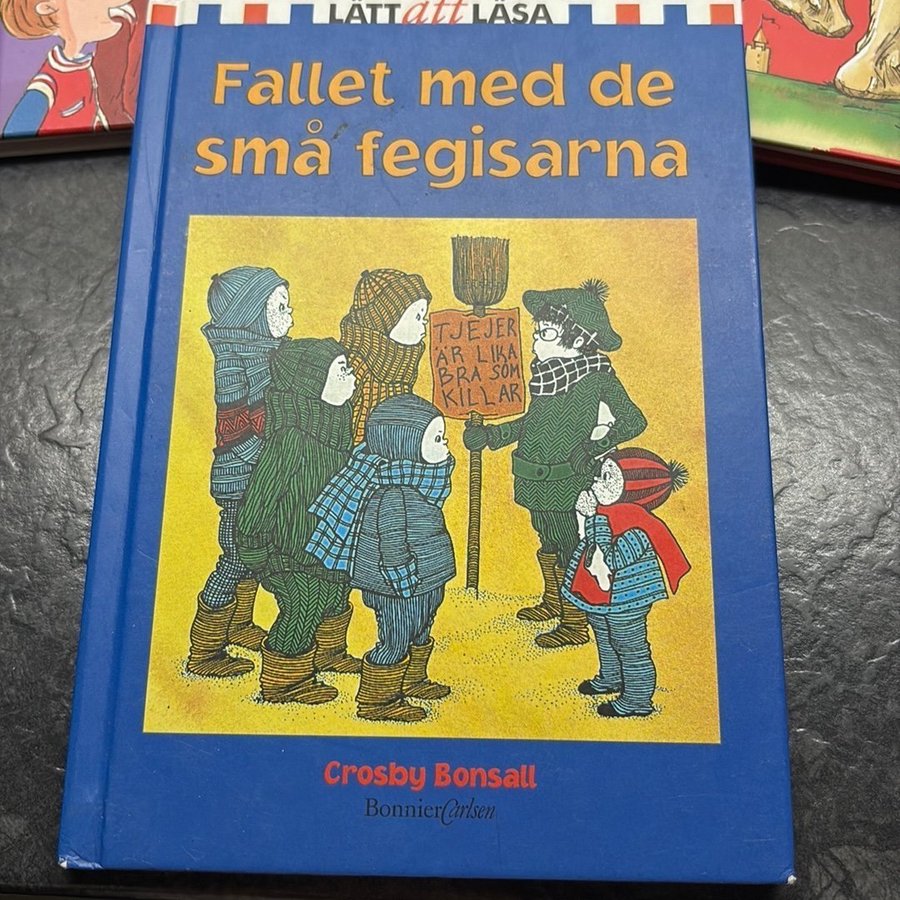 LÄTT att LÄSA
Fallet med de
små fegisarna
TJEJER
ÄR LIKA
BRA SOM
KILLAR
Crosby Bonsall
BonnierCarlsen